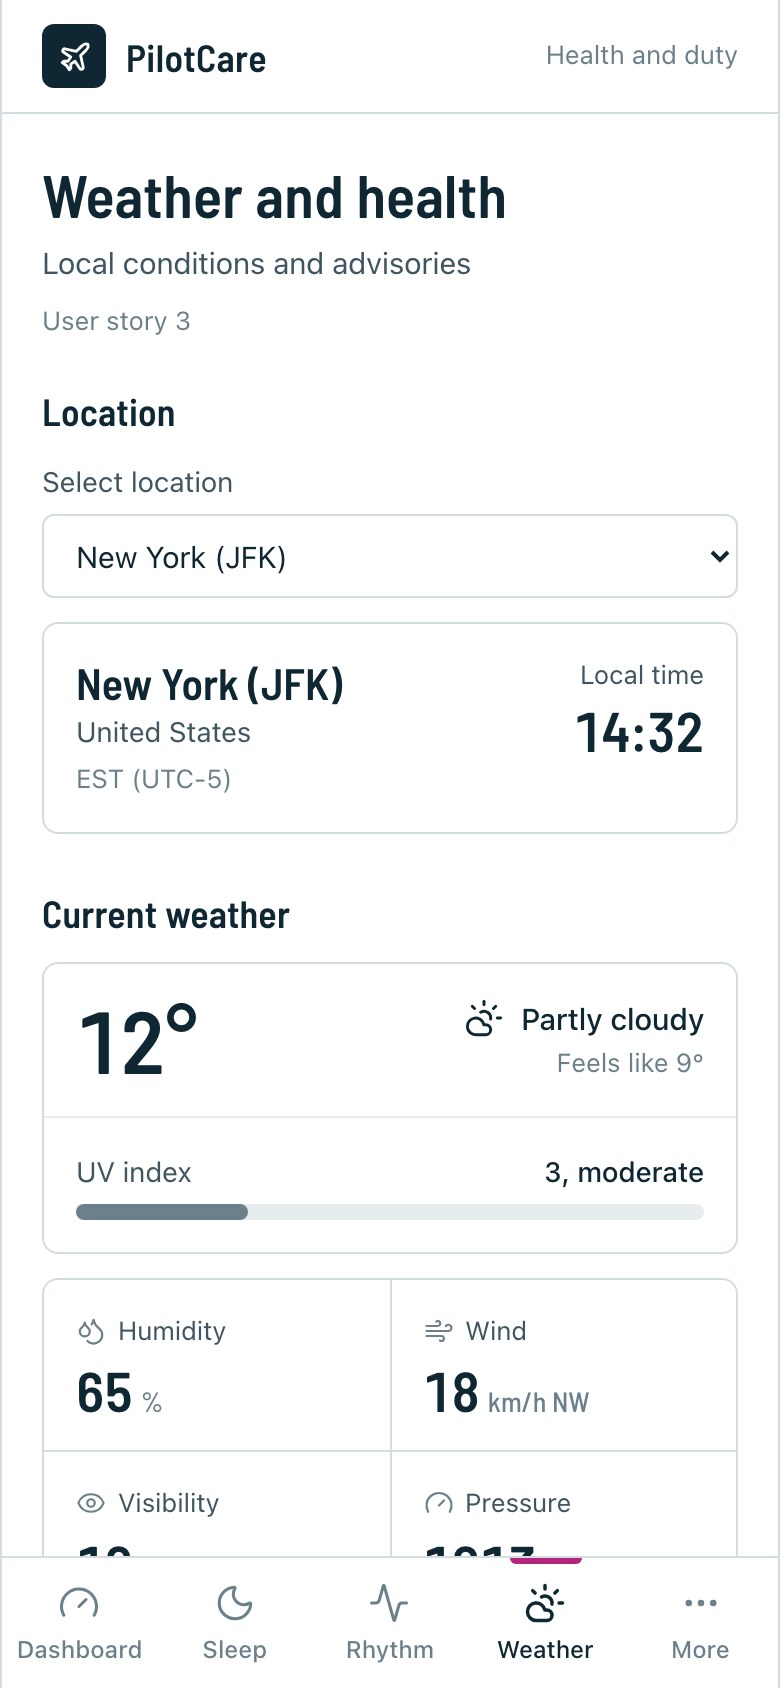 PilotCare
Health and duty
Weather and health
Local conditions and advisories
User story 3
Location
Select location
New York (JFK)
New York (JFK)
Local time
United States
14:32
EST (UTC-5)
Current weather
12°
Partly cloudy
Feels like 9°
UV index
3, moderate
Humidity
Wind
65 %
18 km/h NW
Visibility
Pressure
Dashboard
Sleep
Rhythm
Weather
More